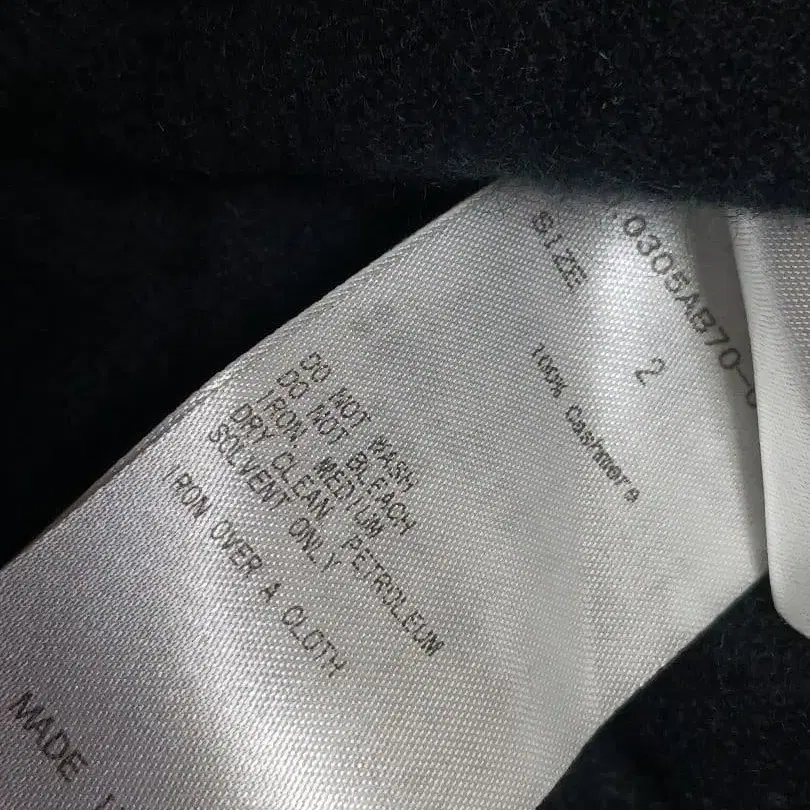 .0305AB70-
SIZE 2
100% Cashmere
DO NOT WASH
DO NOT BLEACH
IRON MEDIUM
DRY CLEAN PETROLEUM
SOLVENT ONLY
IRON OVER A CLOTH
MADE